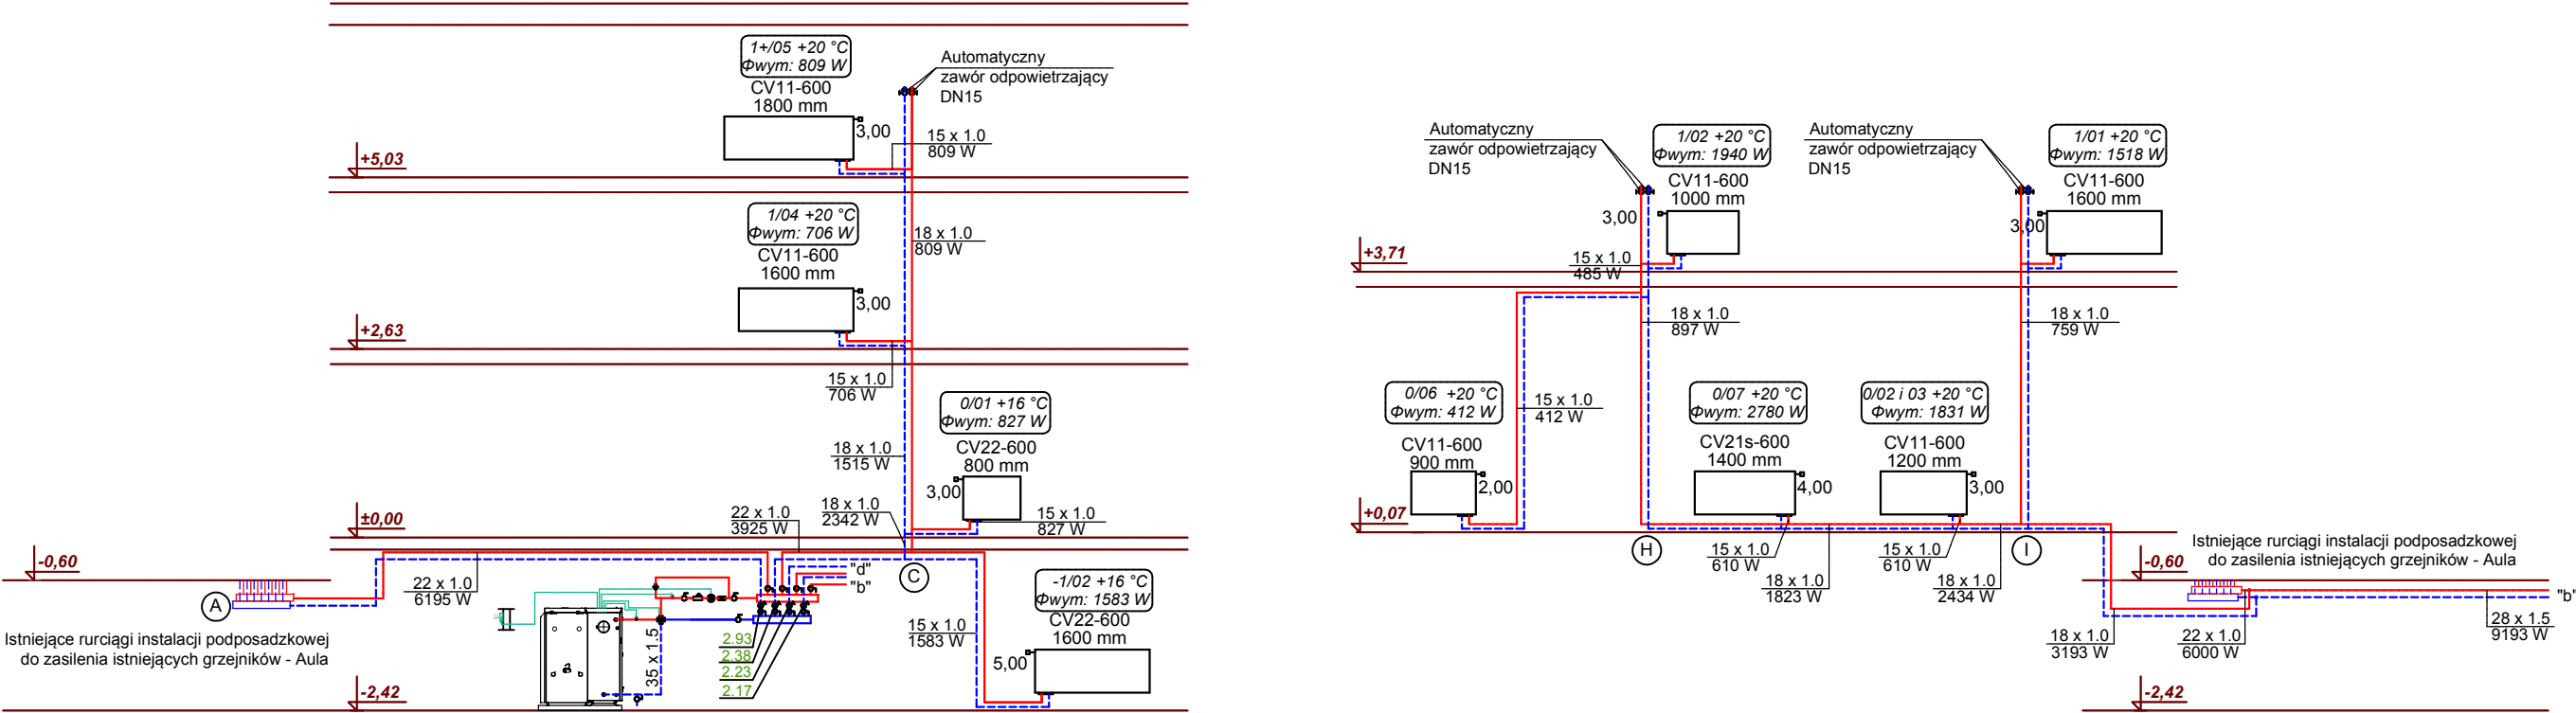 1+/05 +20 °C
Φwym: 809 W
CV11-600
1800 mm
3,00
Automatyczny
zawór odpowietrzający
DN15
15 x 1.0
809 W
+5,03
1/04 +20 °C
Φwym: 706 W
CV11-600
1600 mm
3,00
18 x 1.0
809 W
+2,63
15 x 1.0
706 W
0/01 +16 °C
Φwym: 827 W
CV22-600
800 mm
3,00
18 x 1.0
1515 W
18 x 1.0
2342 W
22 x 1.0
3925 W
15 x 1.0
827 W
±0,00
-0,60
A
22 x 1.0
6195 W
Istniejące rurciągi instalacji podposadzkowej
do zasilenia istniejących grzejników - Aula
-2,42
35 x 1.5
"d"
"b"
2.93
2.38
2.23
2.17
C
-1/02 +16 °C
Φwym: 1583 W
CV22-600
1600 mm
5,00
15 x 1.0
1583 W
Automatyczny
zawór odpowietrzający
DN15
1/02 +20 °C
Φwym: 1940 W
CV11-600
1000 mm
3,00
Automatyczny
zawór odpowietrzający
DN15
1/01 +20 °C
Φwym: 1518 W
CV11-600
1600 mm
3,00
+3,71
15 x 1.0
485 W
18 x 1.0
897 W
18 x 1.0
759 W
0/06 +20 °C
Φwym: 412 W
CV11-600
900 mm
2,00
15 x 1.0
412 W
0/07 +20 °C
Φwym: 2780 W
CV21s-600
1400 mm
4,00
0/02 i 03 +20 °C
Φwym: 1831 W
CV11-600
1200 mm
3,00
+0,07
H
15 x 1.0
610 W
18 x 1.0
1823 W
15 x 1.0
610 W
18 x 1.0
2434 W
I
Istniejące rurciągi instalacji podposadzkowej
do zasilenia istniejących grzejników - Aula
-0,60
"b"
18 x 1.0
3193 W
22 x 1.0
6000 W
28 x 1.5
9193 W
-2,42